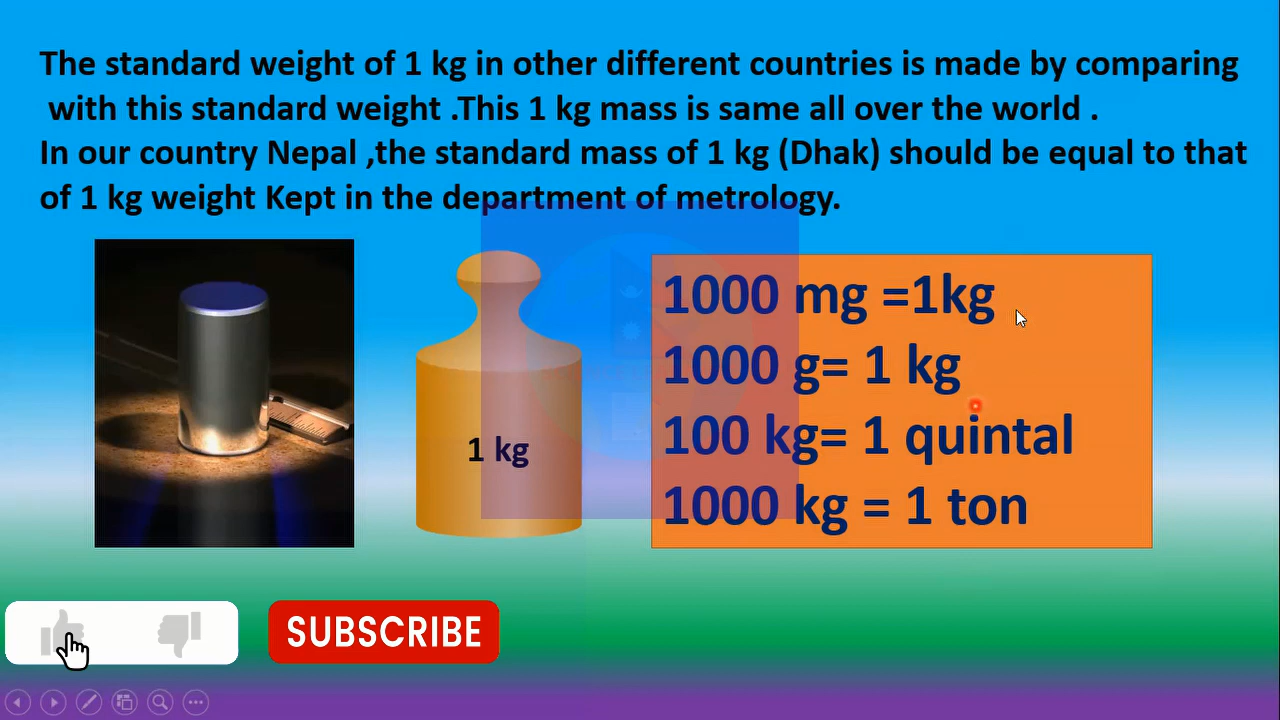 The standard weight of 1 kg in other different countries is made by comparing
with this standard weight .This 1 kg mass is same all over the world .
In our country Nepal ,the standard mass of 1 kg (Dhak) should be equal to that
of 1 kg weight Kept in the department of metrology.
1 kg
1000 mg =1kg
1000 g= 1 kg
100 kg= 1 quintal
1000 kg = 1 ton
SUBSCRIBE